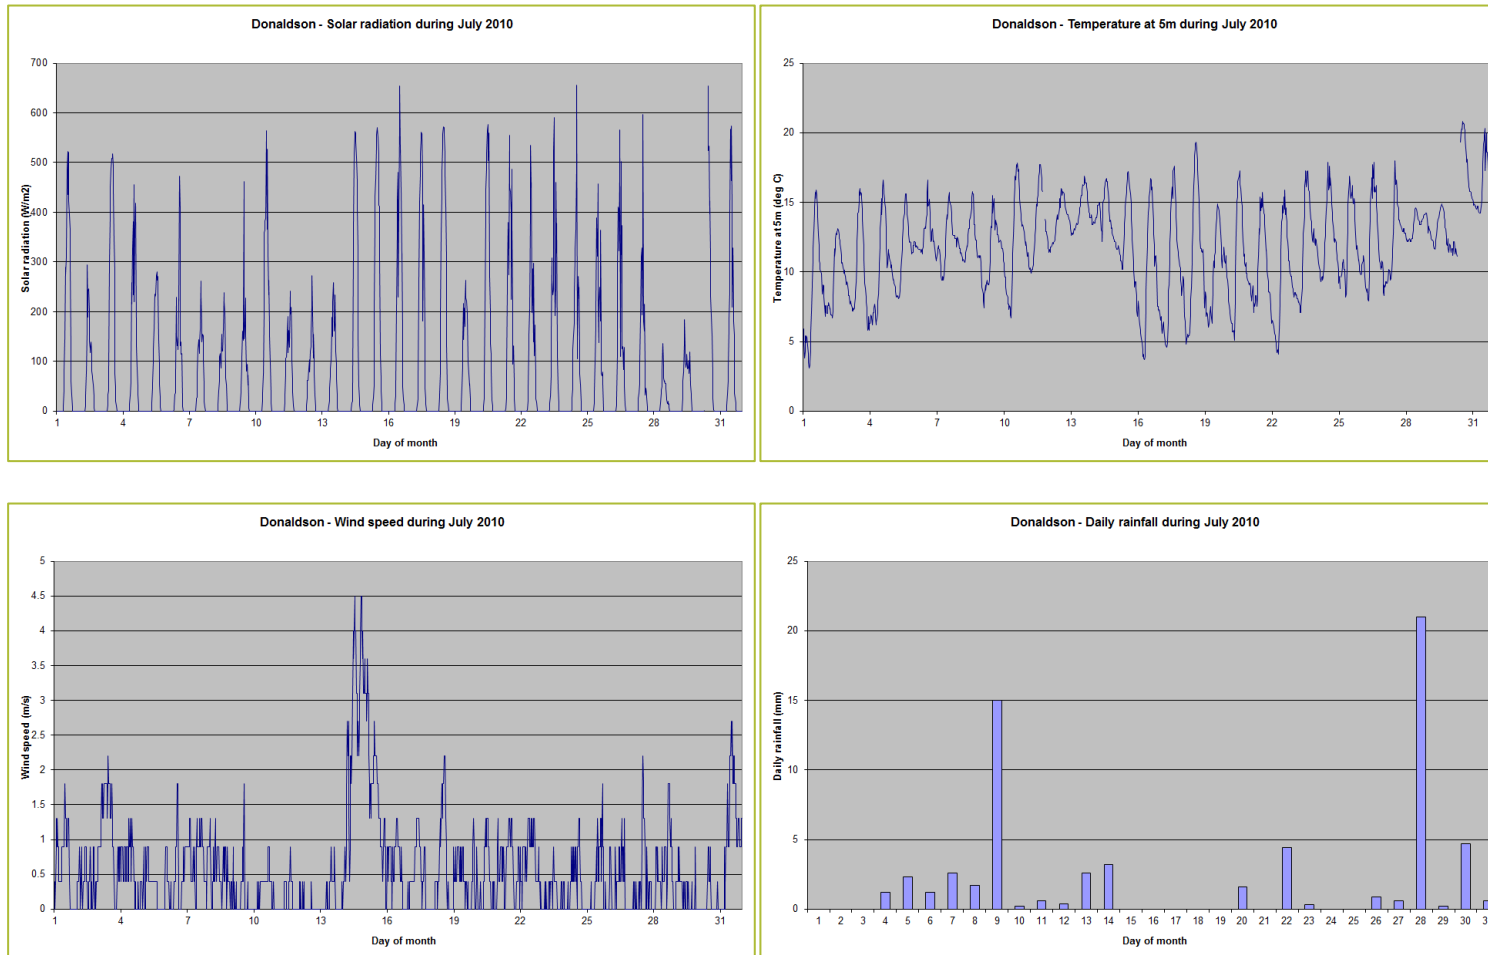 Donaldson - Solar radiation during July 2010
700
600
500
400
300
200
100
0
Solar radiation (W/m2)
1 4 7 10 13 16 19 22 25 28 31
Day of month
Donaldson - Temperature at 5m during July 2010
25
20
15
10
5
0
Temperature at 5m (deg C)
1 4 7 10 13 16 19 22 25 28 31
Day of month
Donaldson - Wind speed during July 2010
5
4.5
4
3.5
3
2.5
2
1.5
1
0.5
0
Wind speed (m/s)
1 4 7 10 13 16 19 22 25 28 31
Day of month
Donaldson - Daily rainfall during July 2010
25
20
15
10
5
0
Daily rainfall (mm)
1 2 3 4 5 6 7 8 9 10 11 12 13 14 15 16 17 18 19 20 21 22 23 24 25 26 27 28 29 30
Day of month